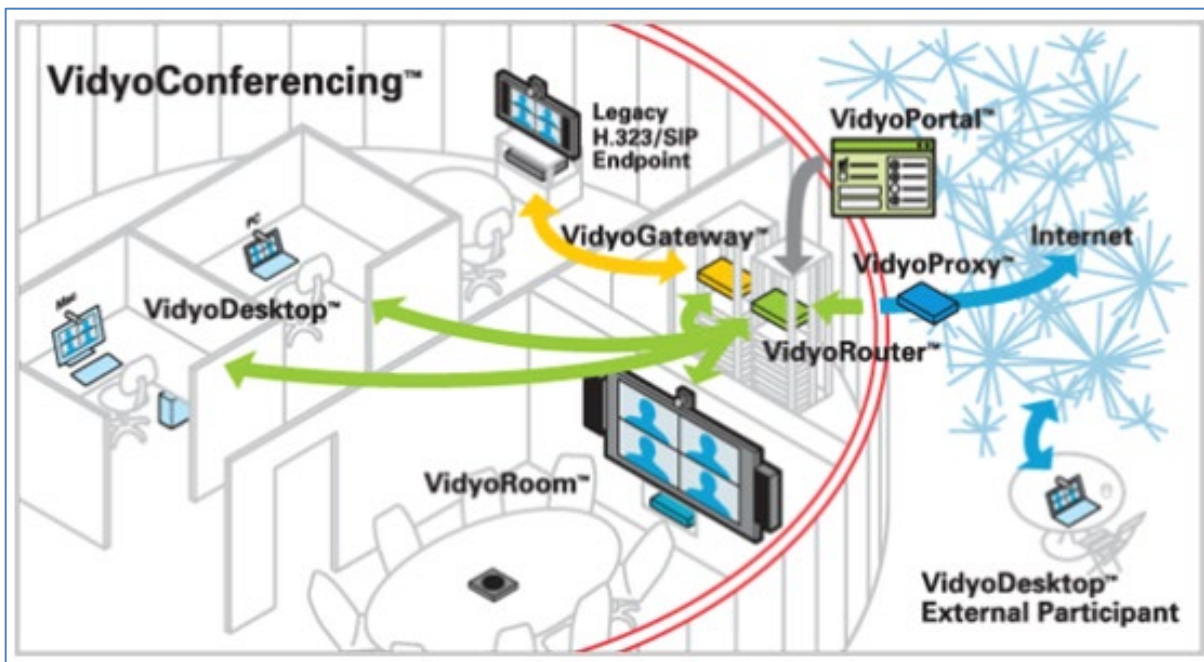 VidyoConferencing™
Legacy
H.323/SIP
Endpoint
VidyoPortal™
PC
VidyoGateway™
Internet
VidyoProxy™
Mac
VidyoDesktop™
VidyoRouter™
VidyoRoom™
VidyoDesktop™
External Participant